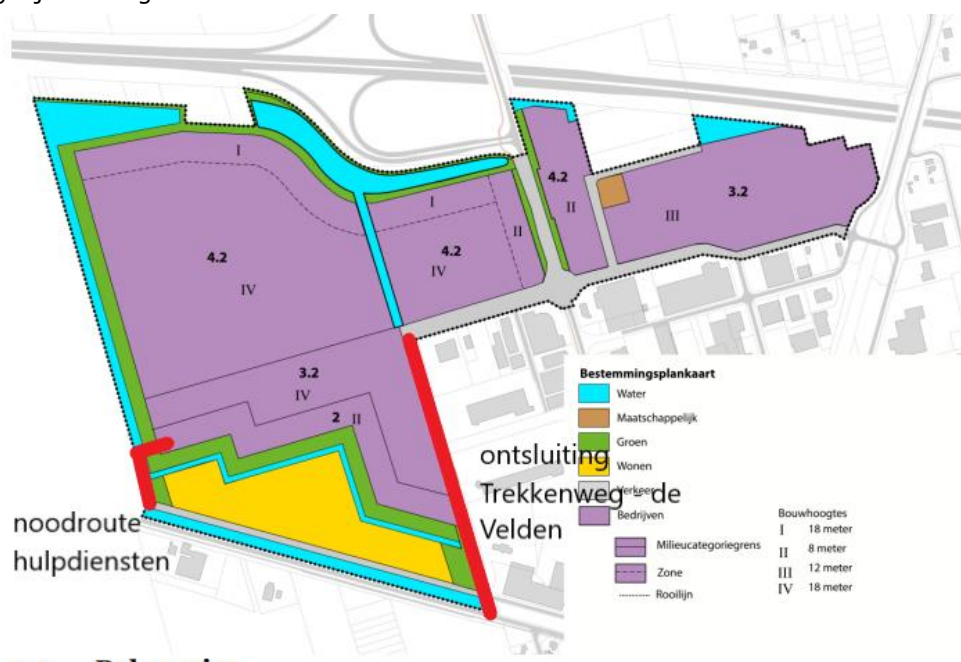 I
4.2
IV
I
4.2
IV
II
4.2
II
3.2
III
3.2
IV
2 II
noodroute
hulpdiensten
ontsluiting
Trekkenweg - de
Velden
Bestemmingsplankaart
Water
Maatschappelijk
Groen
Wonen
Verkeer
Bedrijven
Milieucategoriegrens
Zone
Rooilijn
Bouwhoogtes
I 18 meter
II 8 meter
III 12 meter
IV 18 meter